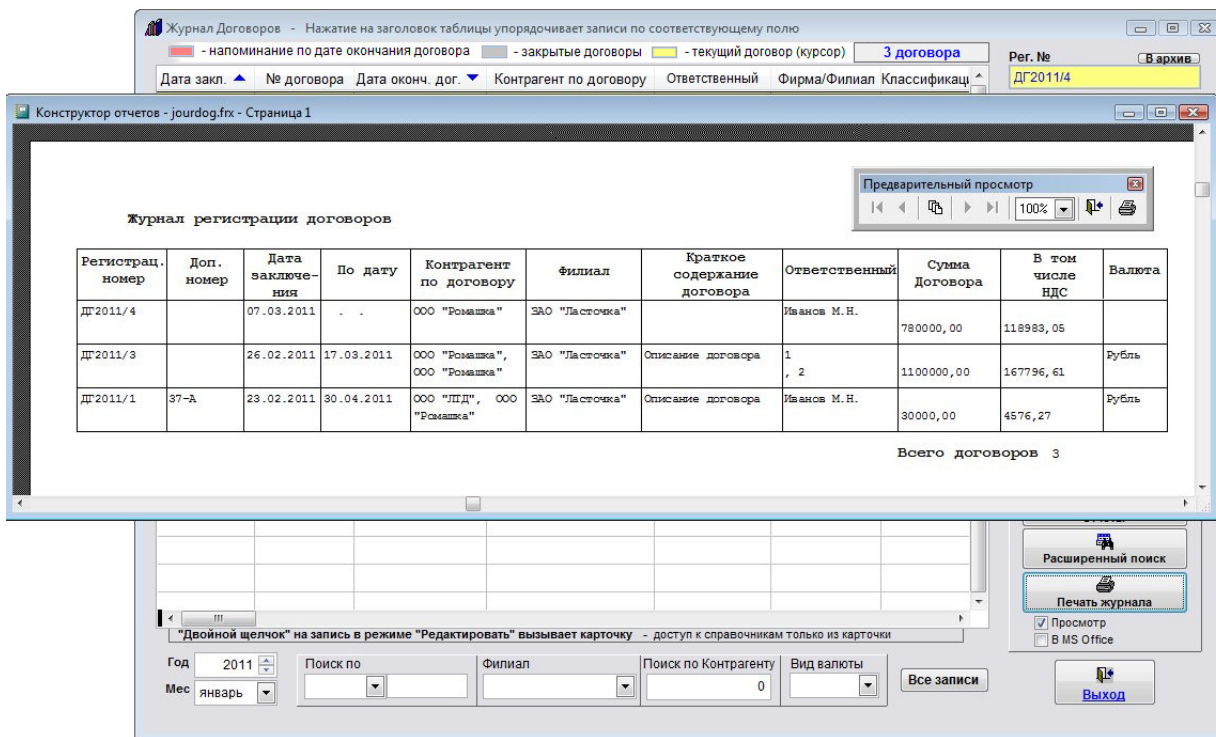 Журнал Договоров - Нажатие на заголовок таблицы упорядочивает записи по соответствующему полю
- напоминание по дате окончания договора - закрытые договоры - текущий договор (курсор) 3 договора
Рег. № В архив
Дата закл. № договора Дата оконч. дог. Контрагент по договору Ответственный Фирма/Филиал Классификаци
ДГ2011/4
Конструктор отчетов - jourdog.frx - Страница 1
Предварительный просмотр
100%
Журнал регистрации договоров
Регистрац. номер Доп. номер Дата заключе- ния По дату Контрагент по договору Филиал Краткое содержание договора Ответственный Сумма Договора В том числе НДС Валюта
ДГ2011/4 07.03.2011 . . ООО "Ромашка" ЗАО "Ласточка" Иванов М.Н. 780000,00 118983,05
ДГ2011/3 26.02.2011 17.03.2011 ООО "Ромашка", ООО "Ромашка" ЗАО "Ласточка" Описание договора 1 , 2 1100000,00 167796,61 Рубль
ДГ2011/1 37-А 23.02.2011 30.04.2011 ООО "ЛТД", ООО "Ромашка" ЗАО "Ласточка" Описание договора Иванов М.Н. 30000,00 4576,27 Рубль
Всего договоров 3
Расширенный поиск
Печать журнала
Просмотр
В MS Office
"Двойной щелчок" на запись в режиме "Редактировать" вызывает карточку - доступ к справочникам только из карточки
Год 2011 Поиск по Филиал Поиск по Контрагенту Вид валюты
Мес январь 0 Все записи
Выход